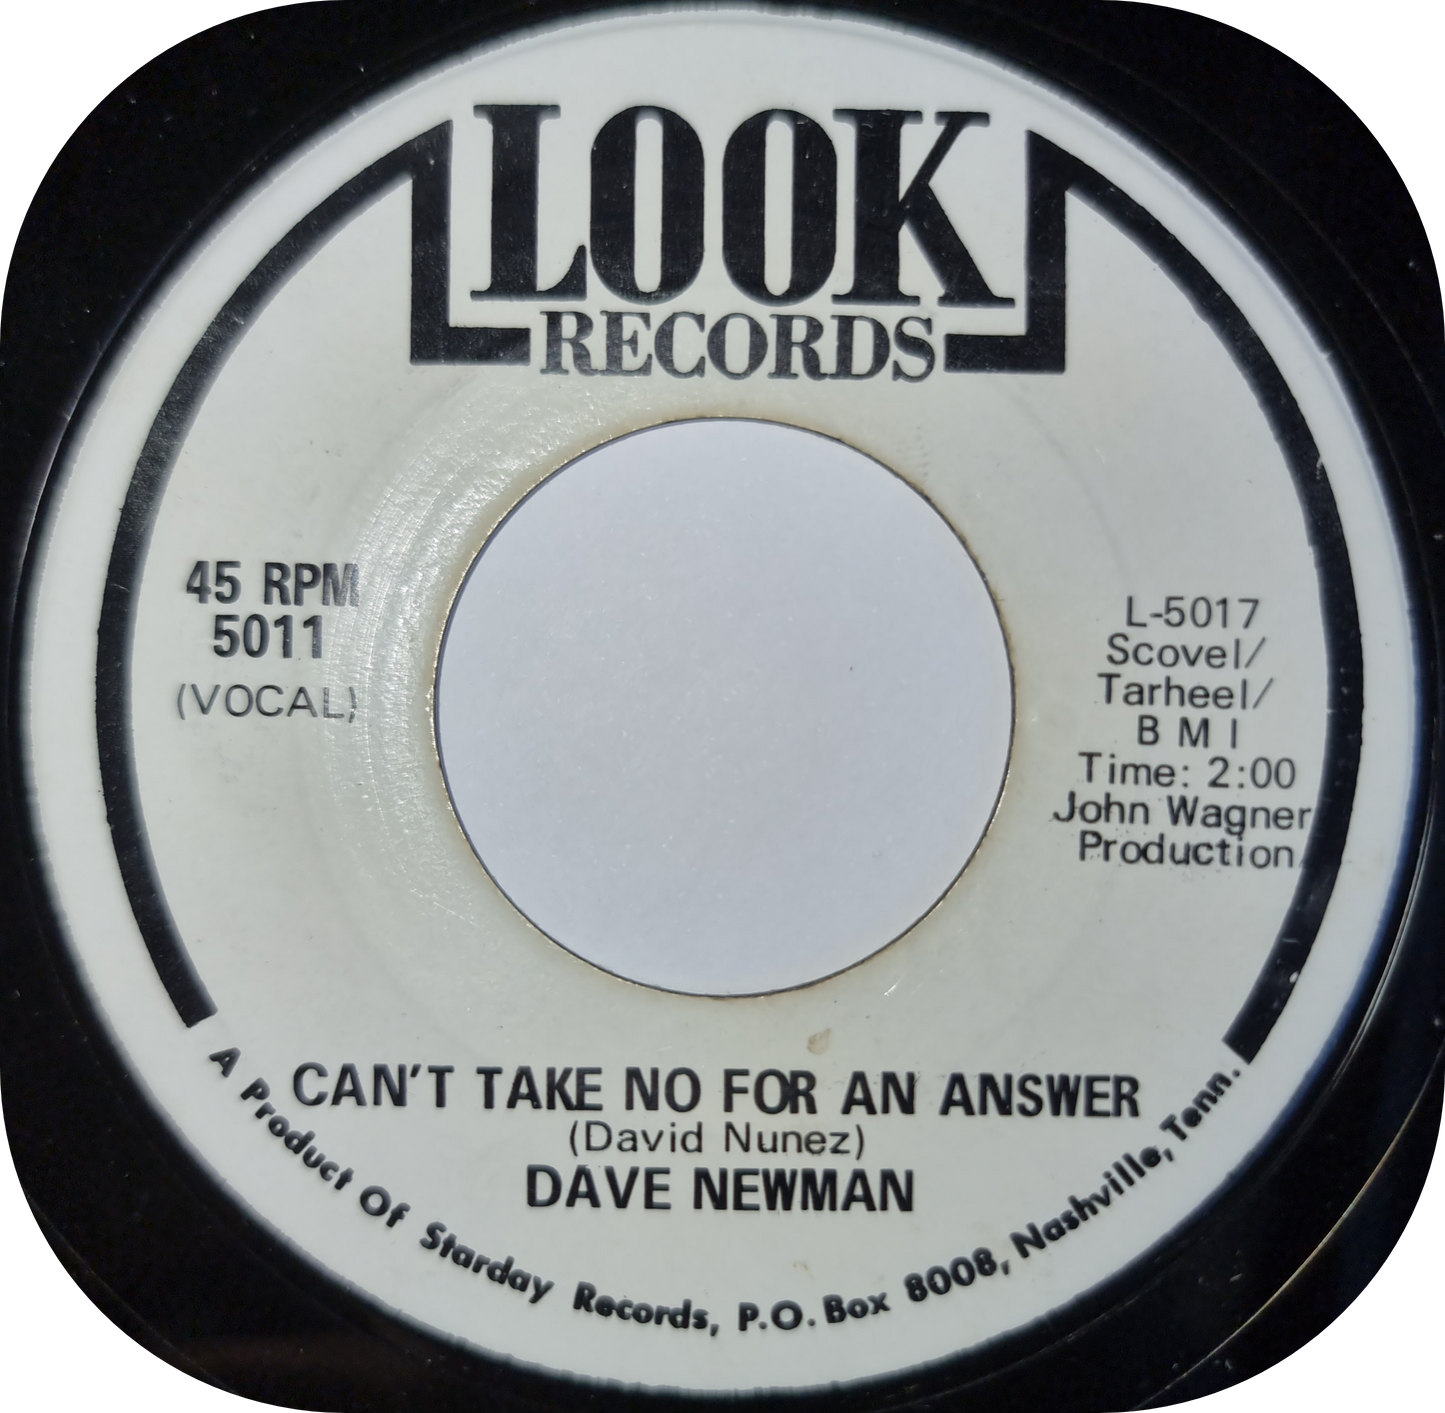 LOOK
RECORDS
45 RPM
5011
(VOCAL)
L-5017
Scovel/
Tarheel/
B M I
Time: 2:00
John Wagner
Production
CAN'T TAKE NO FOR AN ANSWER
(David Nunez)
DAVE NEWMAN
A Product Of Starday Records, P.O. Box 8008, Nashville, Tenn.